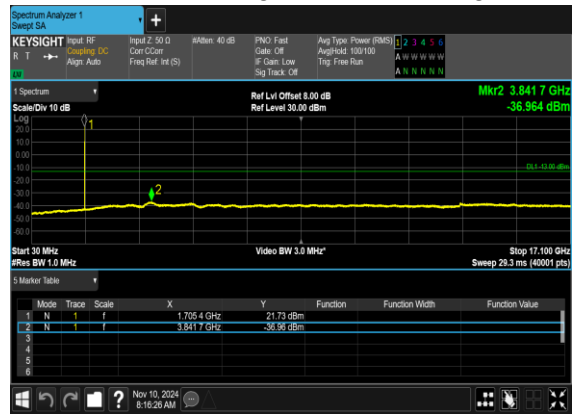 Spectrum Analyzer 1
Swept SA
+
KEYSIGHT Input: RF Input Z: 50 Ω #Atten: 40 dB PNO: Fast Avg Type: Power (RMS) 1 2 3 4 5 6
R T Coupling: DC Corr CCorr Gate: Off Avg|Hold: 100/100 A W W W W W
Align: Auto Freq Ref: Int (S) IF Gain: Low Trig: Free Run A N N N N N
LW Sig Track: Off
1 Spectrum Ref Lvl Offset 8.00 dB Mkr2 3.841 7 GHz
Scale/Div 10 dB Ref Level 30.00 dBm -36.964 dBm
Log
1
20.0
10.0
0.00
-10.0
DL1 -13.00 dBm
-20.0
-30.0
2
-40.0
-50.0
-60.0
Start 30 MHz Video BW 3.0 MHz* Stop 17.100 GHz
#Res BW 1.0 MHz Sweep 29.3 ms (40001 pts)
5 Marker Table
Mode Trace Scale X Y Function Function Width Function Value
1 N 1 f 1.705 4 GHz 21.73 dBm
2 N 1 f 3.841 7 GHz -36.96 dBm
3
4
5
6
? Nov 10, 2024
8:16:26 AM